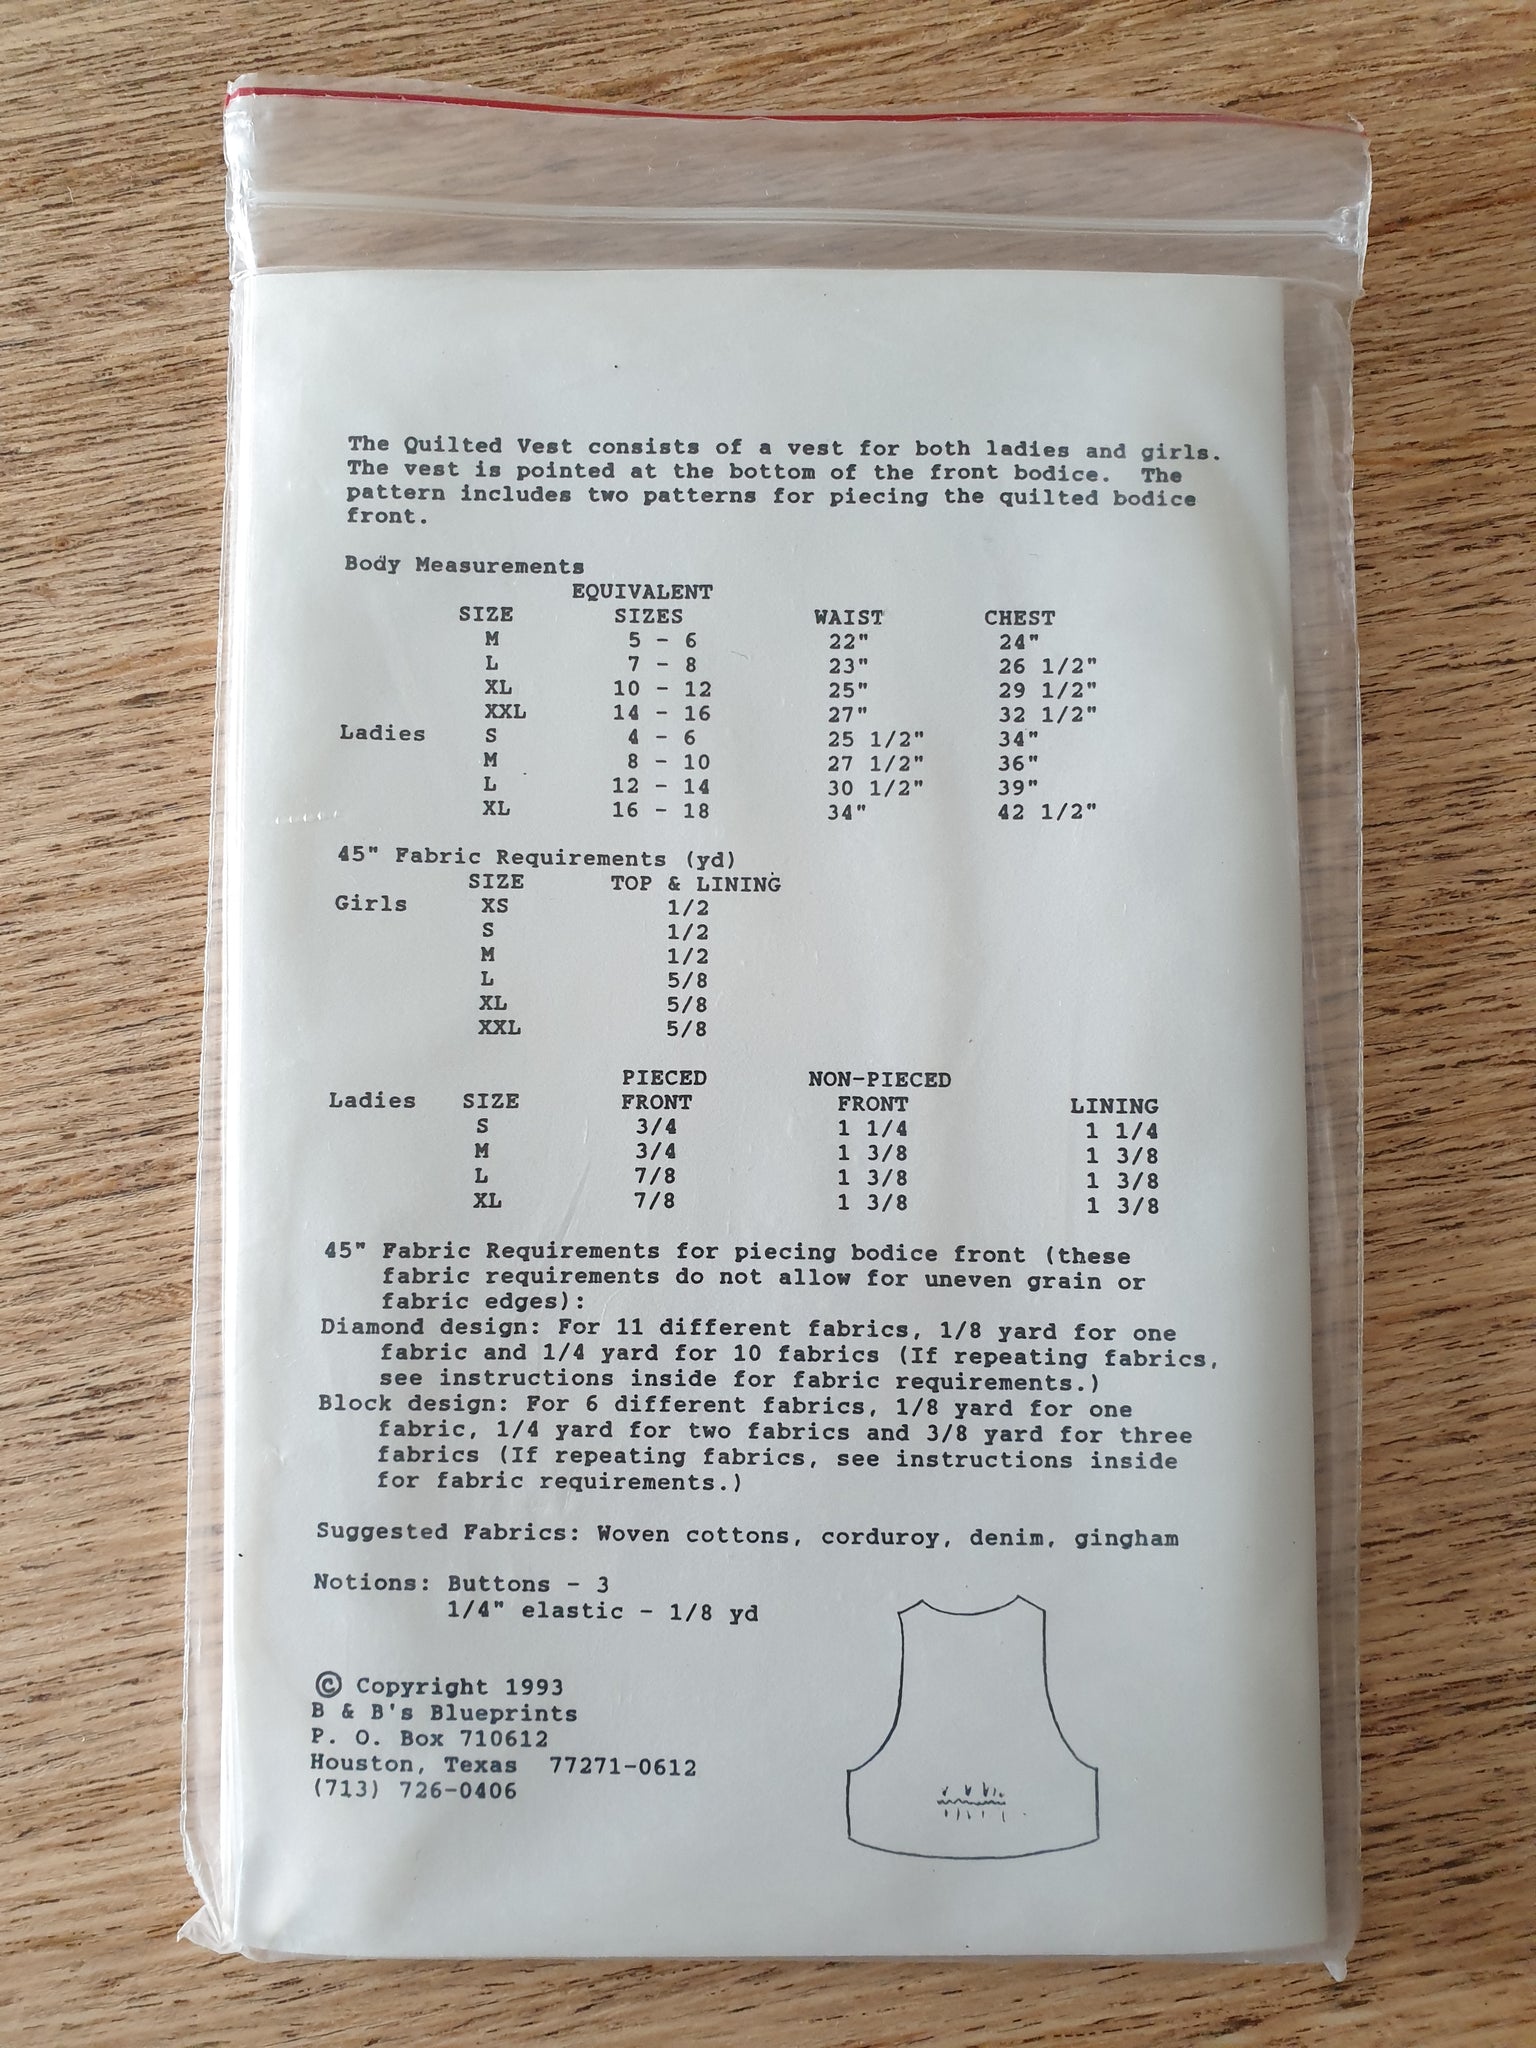 The Quilted Vest consists of a vest for both ladies and girls.
The vest is pointed at the bottom of the front bodice. The
pattern includes two patterns for piecing the quilted bodice
front.
Body Measurements
EQUIVALENT
SIZE SIZES WAIST CHEST
M 5 - 6 22" 24"
L 7 - 8 23" 26 1/2"
XL 10 - 12 25" 29 1/2"
XXL 14 - 16 27" 32 1/2"
Ladies S 4 - 6 25 1/2" 34"
M 8 - 10 27 1/2" 36"
L 12 - 14 30 1/2" 39"
XL 16 - 18 34" 42 1/2"
45" Fabric Requirements (yd)
SIZE TOP & LINING
Girls XS 1/2
S 1/2
M 1/2
L 5/8
XL 5/8
XXL 5/8
PIECED NON-PIECED
Ladies SIZE FRONT FRONT LINING
S 3/4 1 1/4 1 1/4
M 3/4 1 3/8 1 3/8
L 7/8 1 3/8 1 3/8
XL 7/8 1 3/8 1 3/8
45" Fabric Requirements for piecing bodice front (these
fabric requirements do not allow for uneven grain or
fabric edges):
Diamond design: For 11 different fabrics, 1/8 yard for one
fabric and 1/4 yard for 10 fabrics (If repeating fabrics,
see instructions inside for fabric requirements.)
Block design: For 6 different fabrics, 1/8 yard for one
fabric, 1/4 yard for two fabrics and 3/8 yard for three
fabrics (If repeating fabrics, see instructions inside
for fabric requirements.)
Suggested Fabrics: Woven cottons, corduroy, denim, gingham
Notions: Buttons - 3
1/4" elastic - 1/8 yd
© Copyright 1993
B & B's Blueprints
P. O. Box 710612
Houston, Texas 77271-0612
(713) 726-0406